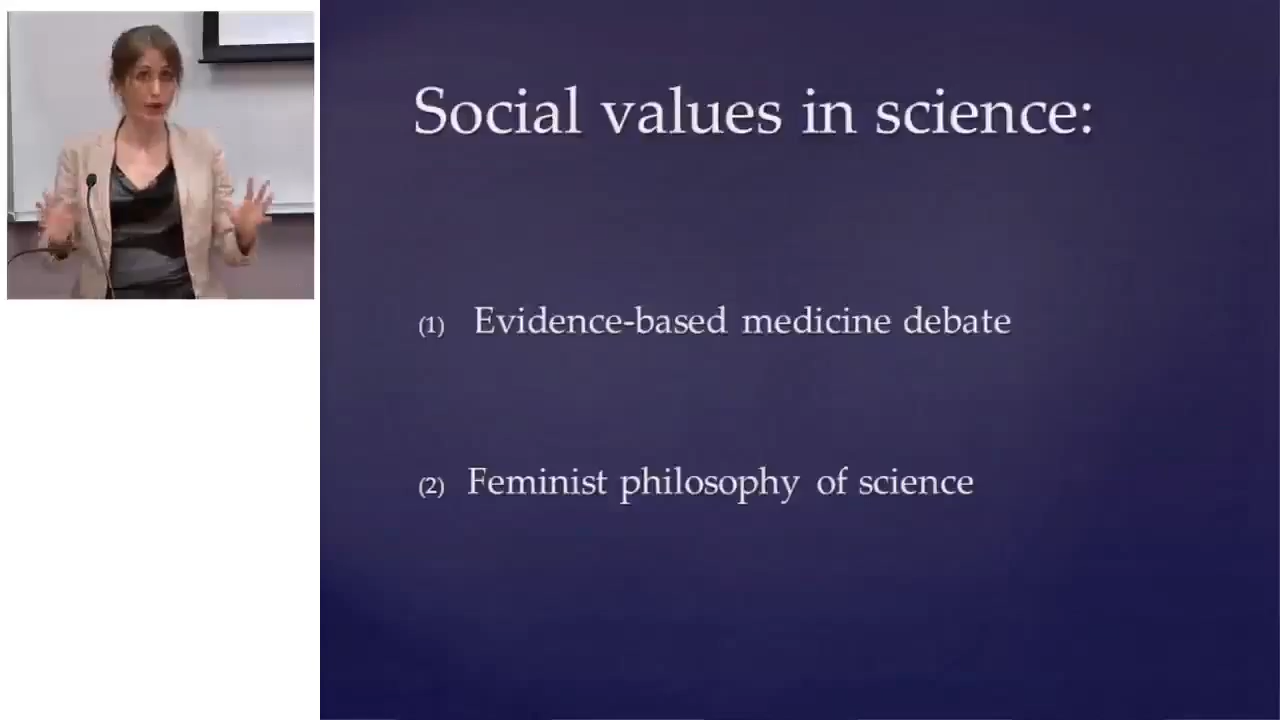 Social values in science:
(1) Evidence-based medicine debate
(2) Feminist philosophy of science